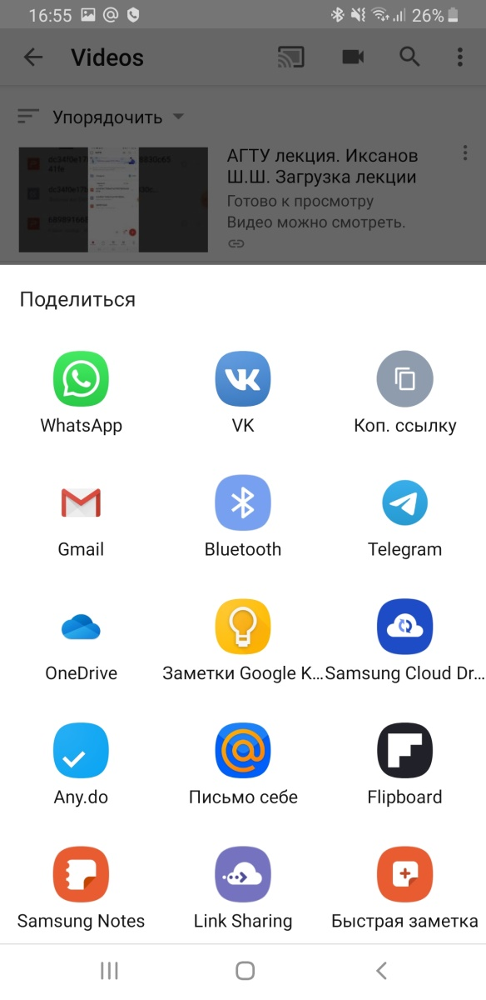 16:55
26%
Videos
Упорядочить
АГТУ лекция. Иксанов
Ш.Ш. Загрузка лекции
Готово к просмотру
Видео можно смотреть.
Поделиться
WhatsApp
VK
Коп. ссылку
Gmail
Bluetooth
Telegram
OneDrive
Заметки Google K...
Samsung Cloud Dr...
Any.do
Письмо себе
Flipboard
Samsung Notes
Link Sharing
Быстрая заметка